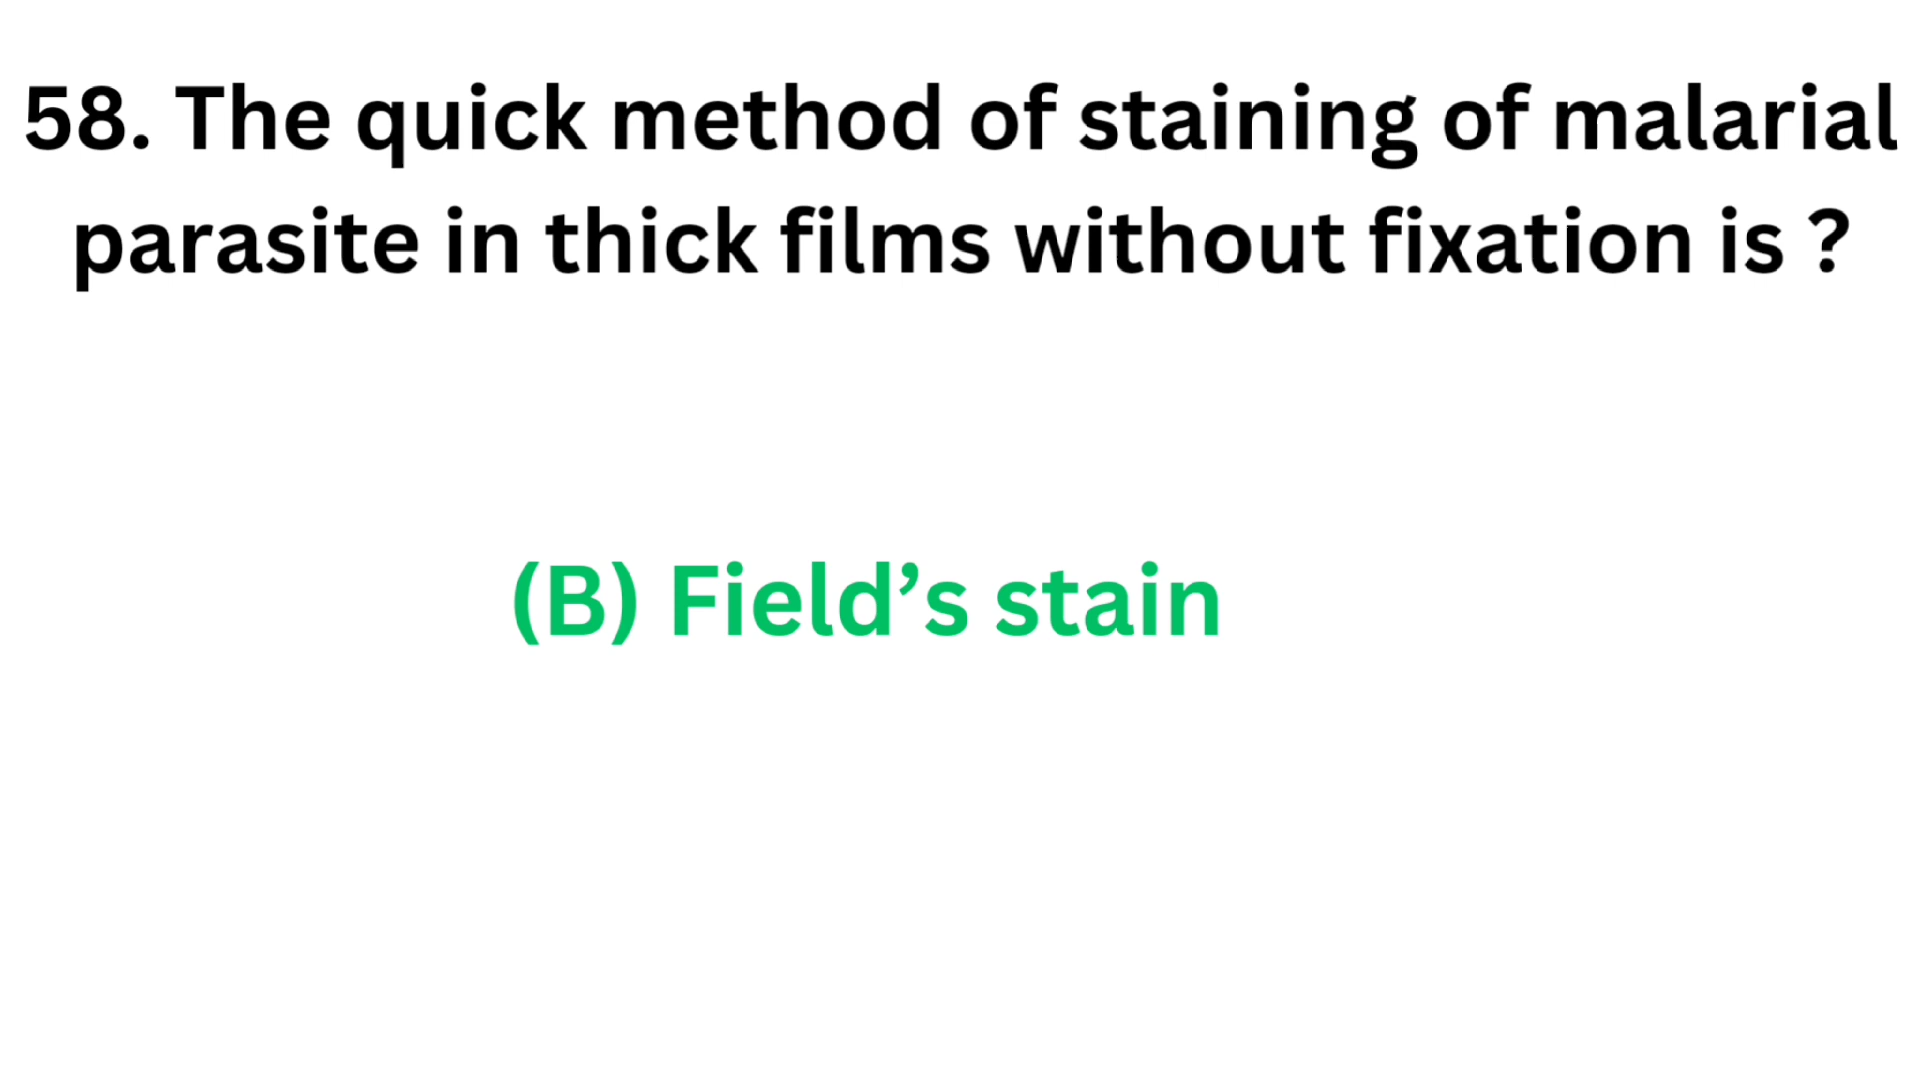 58. The quick method of staining of malarial
parasite in thick films without fixation is ?
(B) Field’s stain